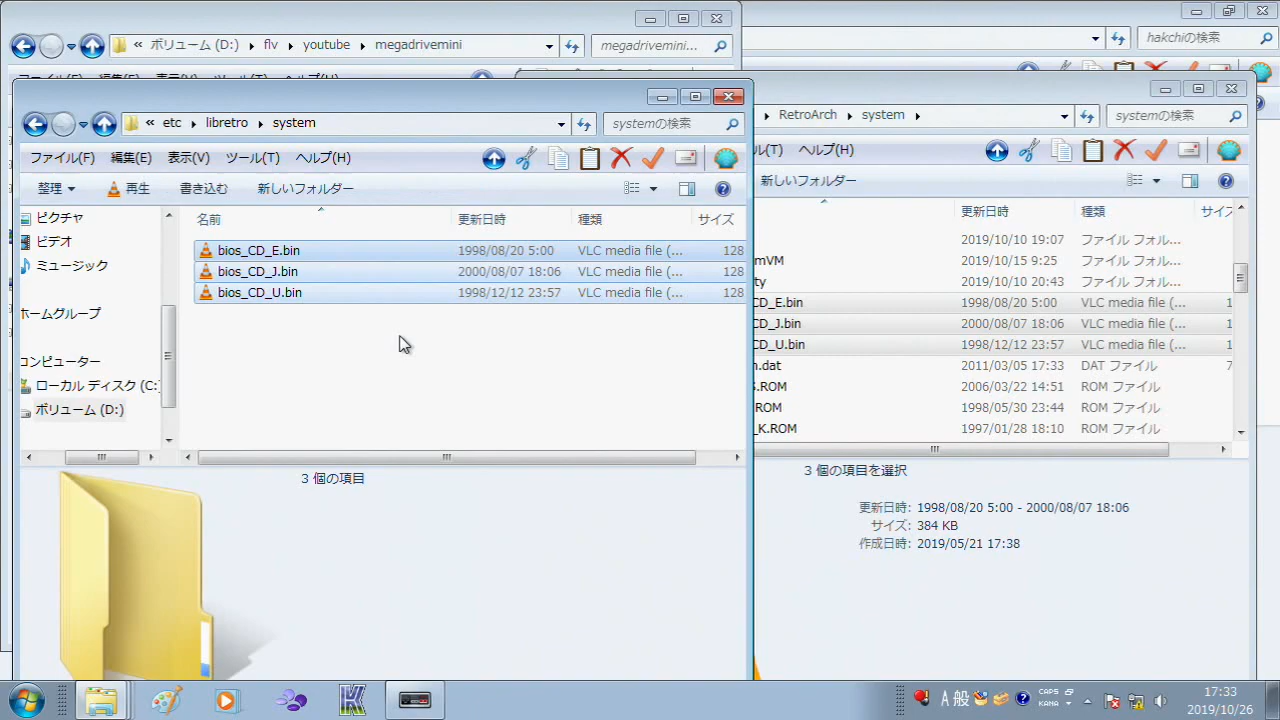 « ボリューム (D:) ▸ flv ▸ youtube ▸ megadrivemini
megadrivemini...
hakchiの検索
« etc ▸ libretro ▸ system
systemの検索
ファイル(F) 編集(E) 表示(V) ツール(T) ヘルプ(H)
整理 再生 書き込む 新しいフォルダー
ピクチャ
ビデオ
ミュージック
ホームグループ
コンピューター
ローカル ディスク (C:
ボリューム (D:)
名前 更新日時 種類 サイズ
bios_CD_E.bin 1998/08/20 5:00 VLC media file (... 128
bios_CD_J.bin 2000/08/07 18:06 VLC media file (... 128
bios_CD_U.bin 1998/12/12 23:57 VLC media file (... 128
3 個の項目
▸ RetroArch ▸ system ▸
systemの検索
ル(T) ヘルプ(H)
新しいフォルダー
更新日時 種類 サイズ
2019/10/10 19:07 ファイル フォル...
mVM 2019/10/15 9:25 ファイル フォル...
ty 2019/10/10 20:43 ファイル フォル...
CD_E.bin 1998/08/20 5:00 VLC media file (... 1
CD_J.bin 2000/08/07 18:06 VLC media file (... 1
CD_U.bin 1998/12/12 23:57 VLC media file (... 1
n.dat 2011/03/05 17:33 DAT ファイル 7
S.ROM 2006/03/22 14:51 ROM ファイル
ROM 1998/05/30 23:44 ROM ファイル
_K.ROM 1997/01/28 18:10 ROM ファイル
3 個の項目を選択
更新日時: 1998/08/20 5:00 - 2000/08/07 18:06
サイズ: 384 KB
作成日時: 2019/05/21 17:38
A 般
CAPS
KANA
17:33
2019/10/26